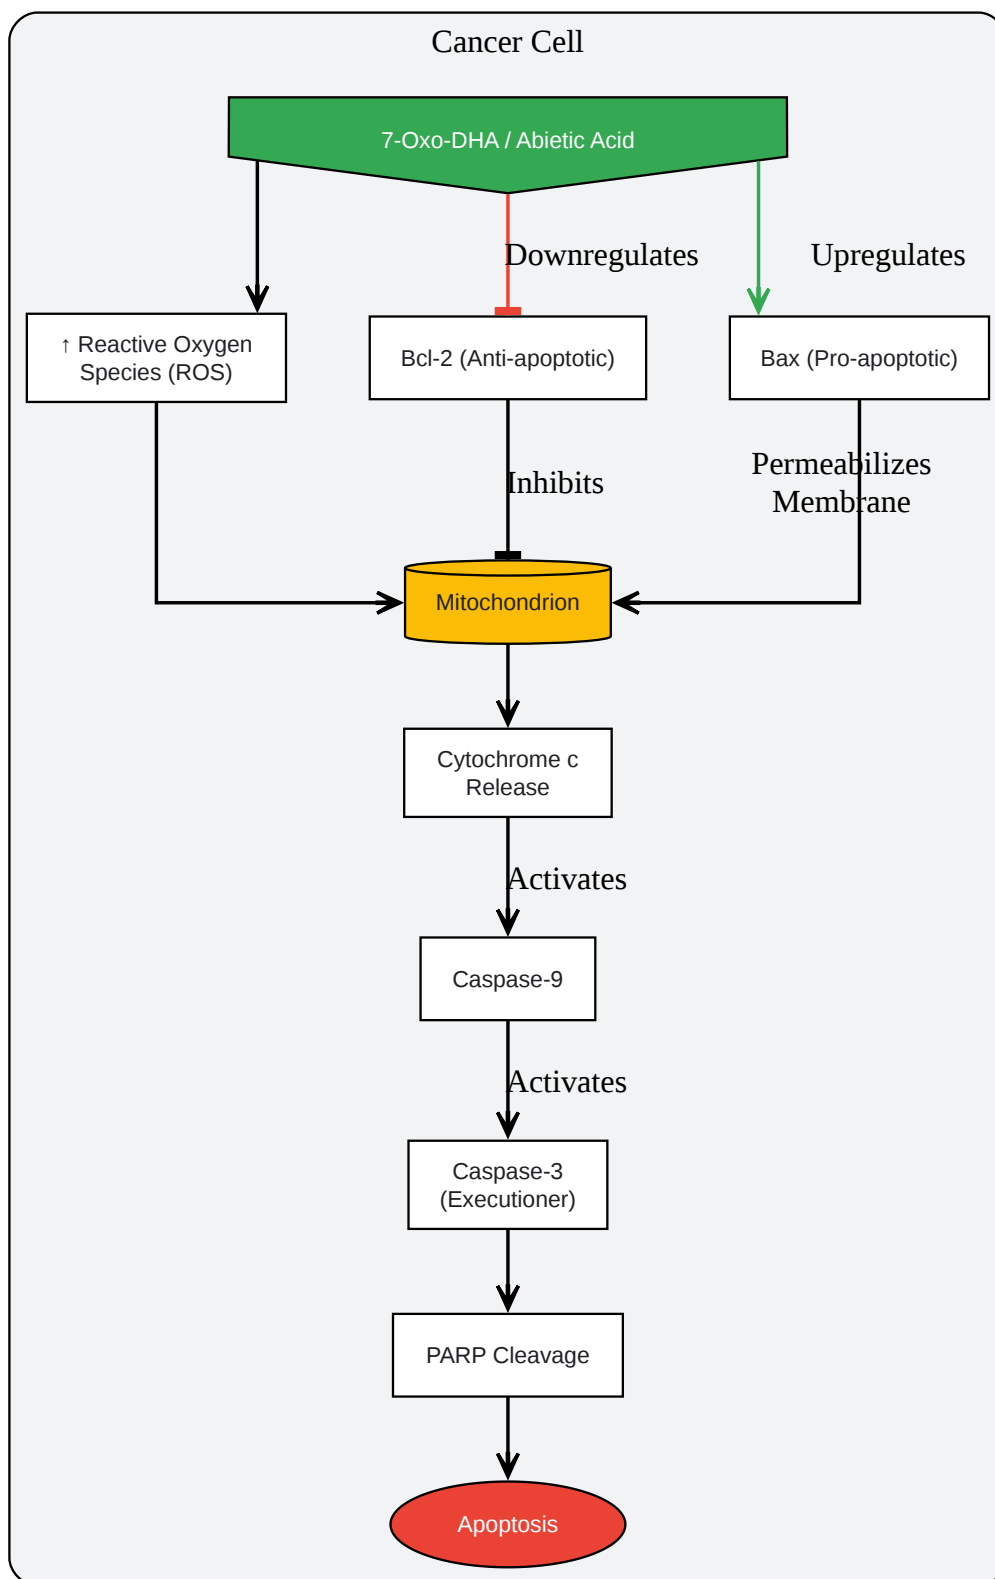 Cancer Cell
7-Oxo-DHA / Abietic Acid
Downregulates
Upregulates
↑ Reactive Oxygen
Species (ROS)
Bcl-2 (Anti-apoptotic)
Bax (Pro-apoptotic)
Inhibits
Permeabilizes
Membrane
Mitochondrion
Cytochrome c
Release
Activates
Caspase-9
Activates
Caspase-3
(Executioner)
PARP Cleavage
Apoptosis